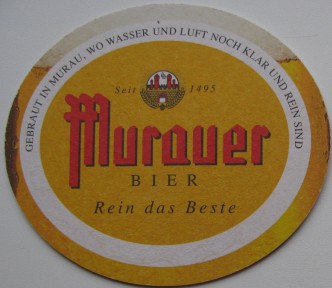 GEBRAUT IN MURAU, WO WASSER UND LUFT NOCH KLAR UND REIN SIND
Seit 1495
Murauer
BIER
Rein das Beste